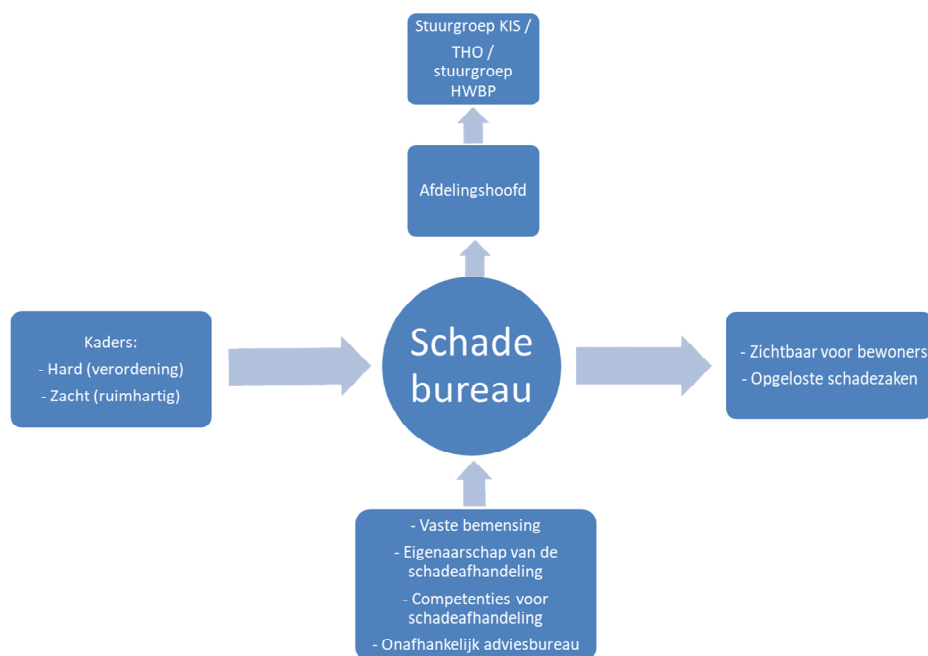 Stuurgroep KIS /
THO /
stuurgroep
HWBP
Afdelingshoofd
Kaders:
- Hard (verordening)
- Zacht (ruimhartig)
Schade
bureau
- Zichtbaar voor bewoners
- Opgeloste schadezaken
- Vaste bemensing
- Eigenaarschap van de
schadeafhandeling
- Competenties voor
schadeafhandeling
- Onafhankelijk adviesbureau